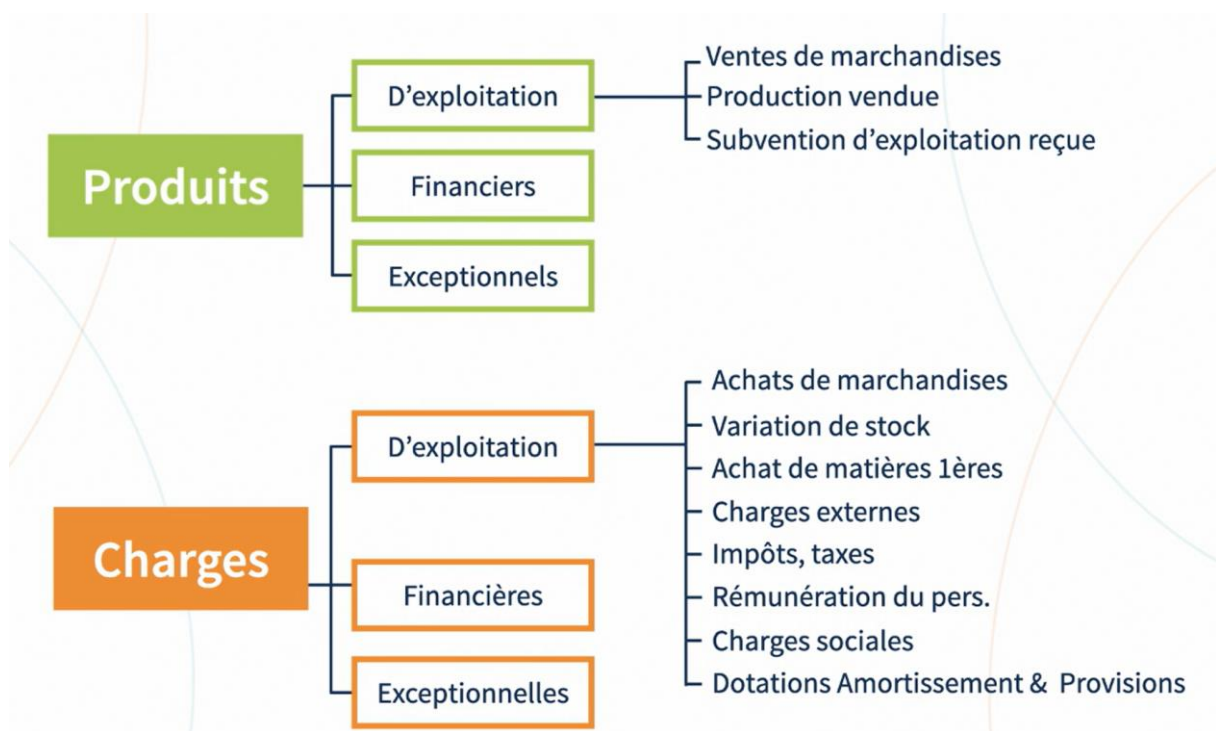 Produits
D'exploitation
Ventes de marchandises
Production vendue
Subvention d'exploitation reçue
Financiers
Exceptionnels
Charges
D'exploitation
Achats de marchandises
Variation de stock
Achat de matières 1ères
Charges externes
Impôts, taxes
Rémunération du pers.
Charges sociales
Dotations Amortissement & Provisions
Financières
Exceptionnelles